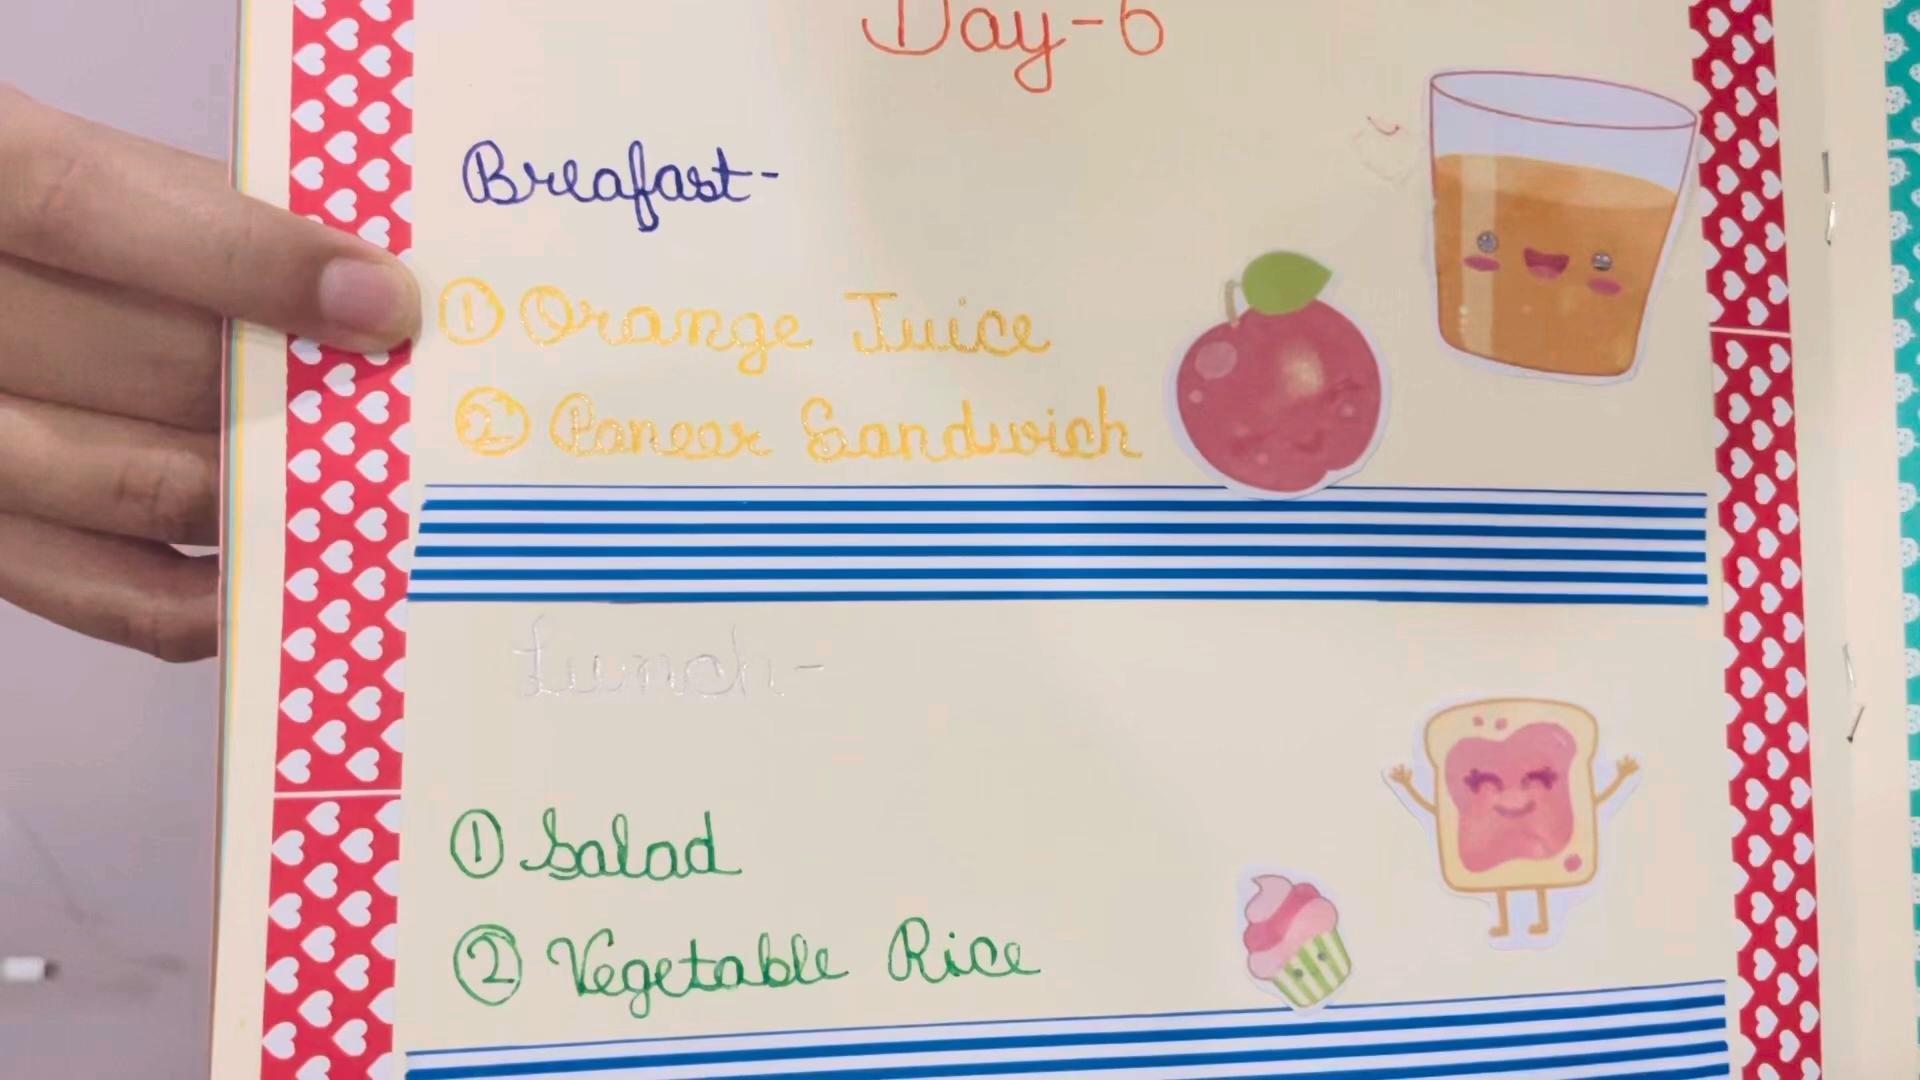 Day-6
Breafast-
① Orange Juice
② Paneer Sandwich
Lunch-
① Salad
② Vegetable Rice